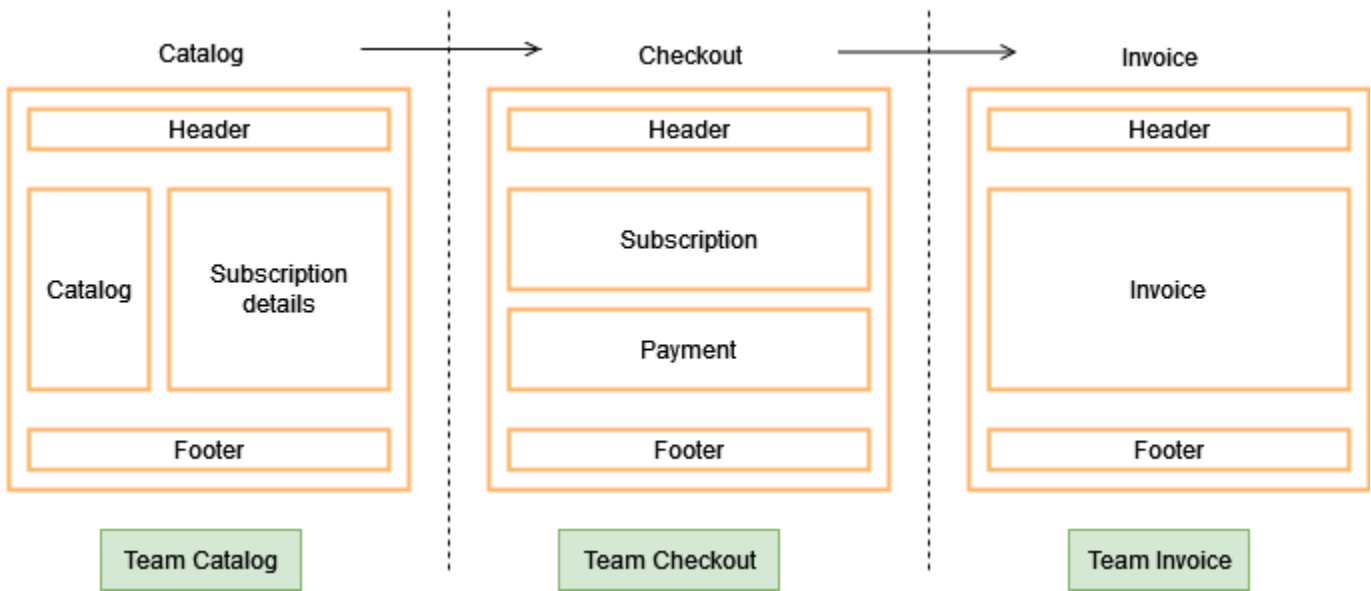 Catalog
Checkout
Invoice
Header
Header
Header
Catalog
Subscription
details
Subscription
Payment
Invoice
Footer
Footer
Footer
Team Catalog
Team Checkout
Team Invoice